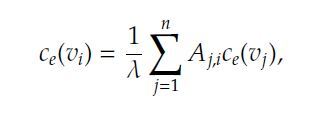 $c_e(v_i) = \frac{1}{\lambda} \sum_{j=1}^{n} A_{j,i} c_e(v_j),$